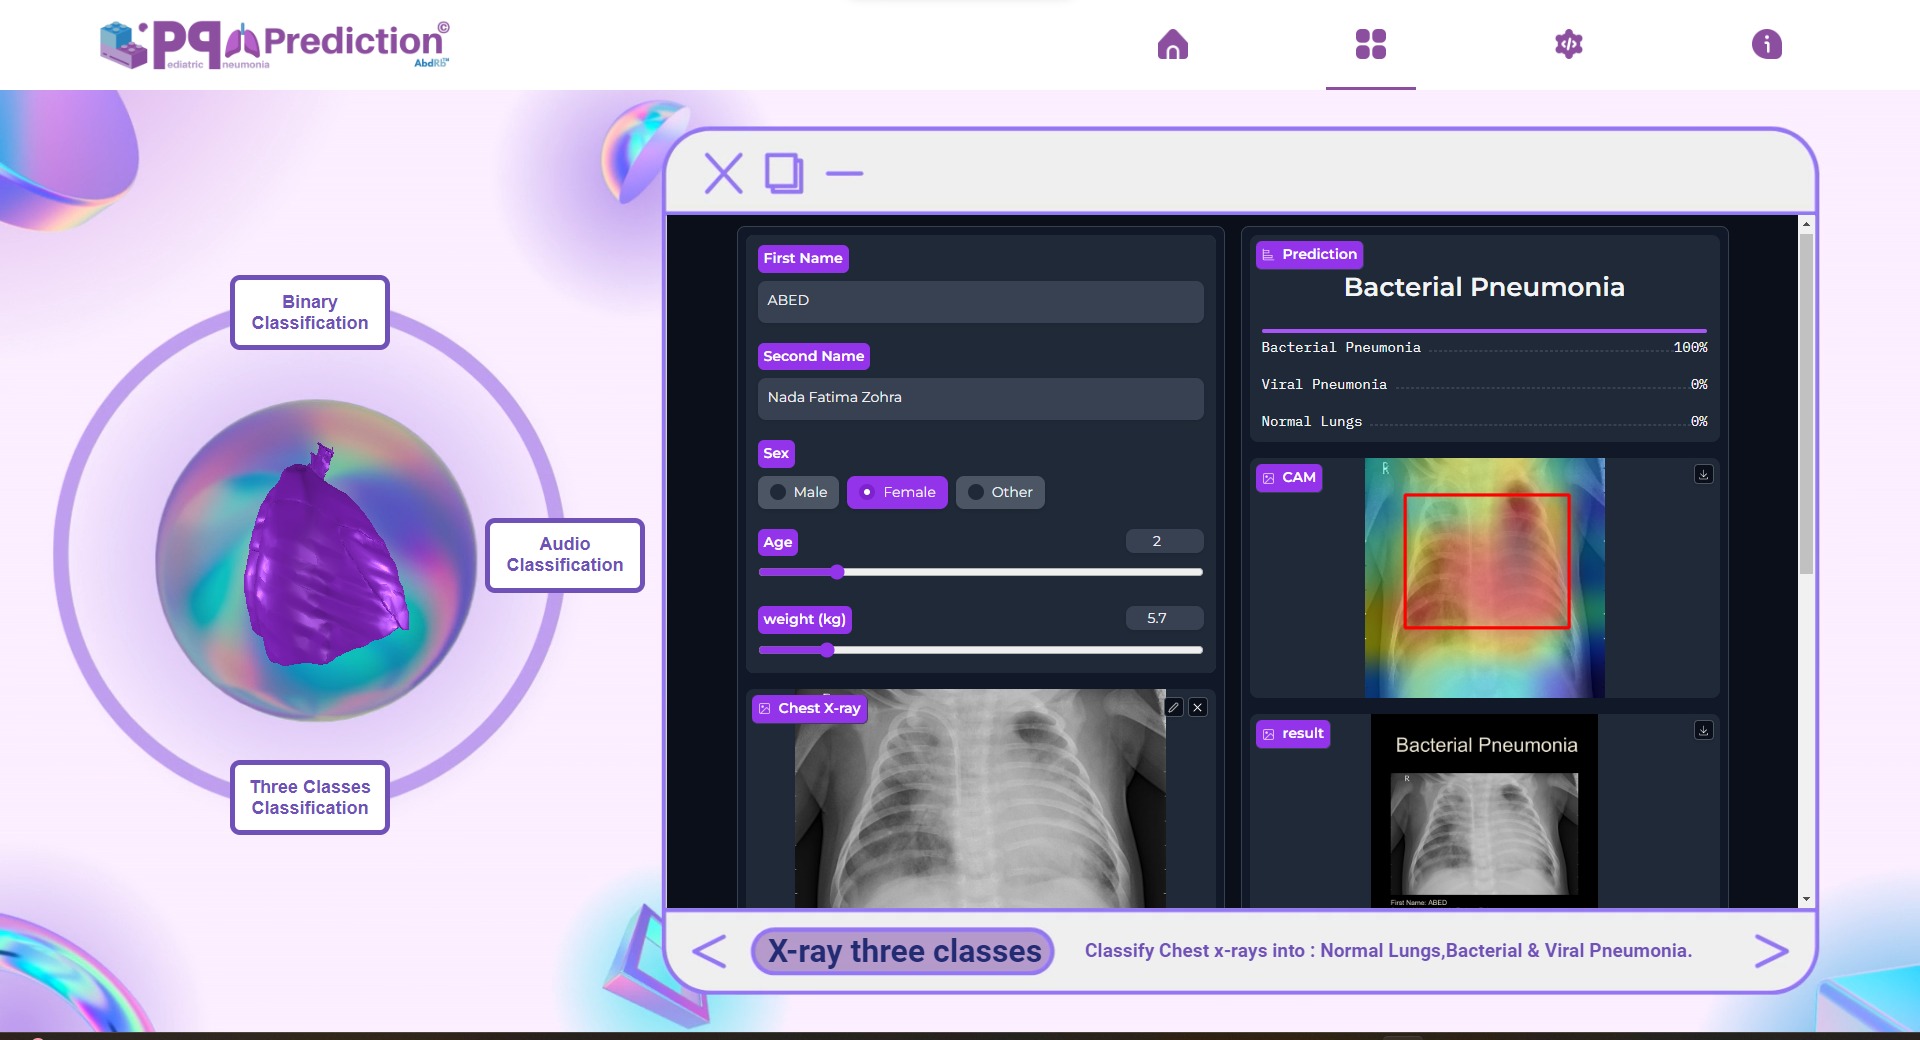 PP Prediction©
ediatric neumonia
AbdRb™
Binary
Classification
Audio
Classification
Three Classes
Classification
First Name
ABED
Second Name
Nada Fatima Zohra
Sex
Male
Female
Other
Age
2
weight (kg)
5.7
Chest X-ray
Prediction
Bacterial Pneumonia
Bacterial Pneumonia 100%
Viral Pneumonia 0%
Normal Lungs 0%
CAM
R
result
Bacterial Pneumonia
R
First Name: ABED
X-ray three classes
Classify Chest x-rays into : Normal Lungs,Bacterial & Viral Pneumonia.